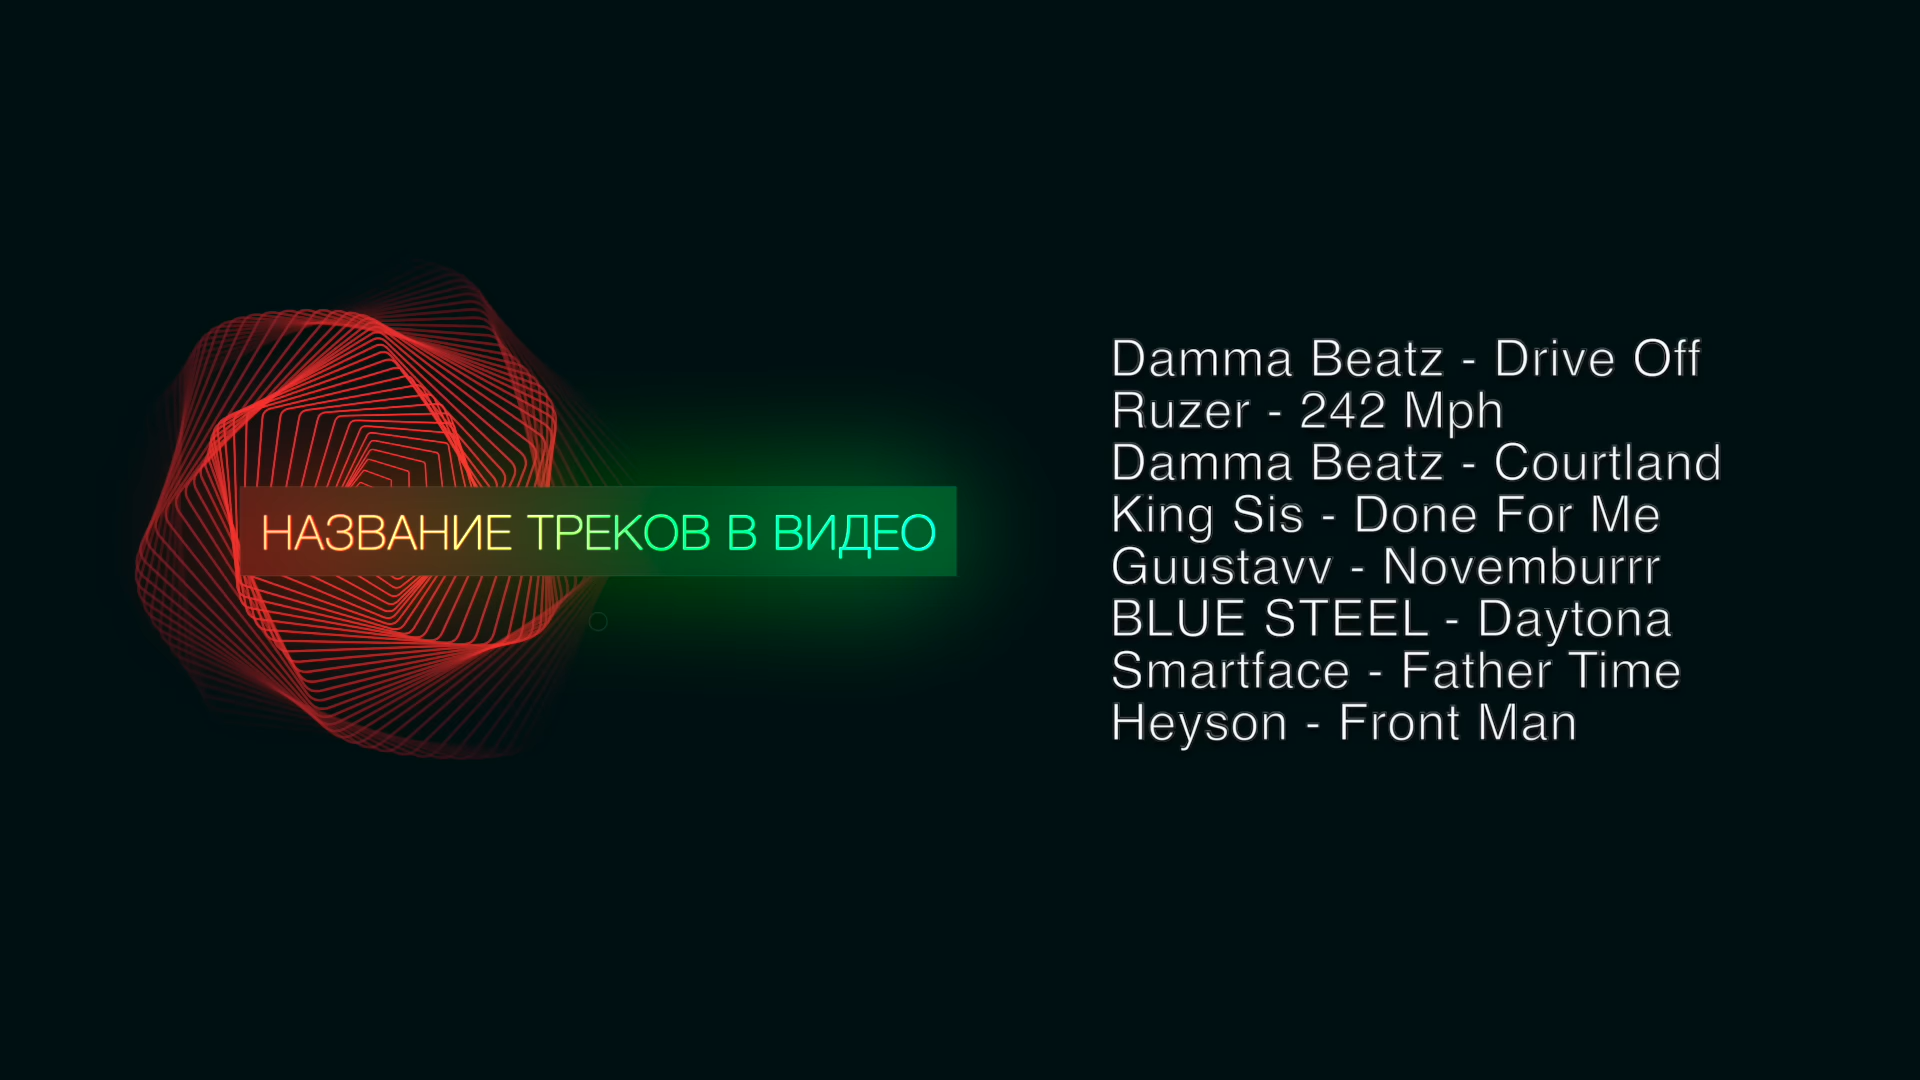 НАЗВАНИЕ ТРЕКОВ В ВИДЕО
Damma Beatz - Drive Off
Ruzer - 242 Mph
Damma Beatz - Courtland
King Sis - Done For Me
Guustavv - Novemburrr
BLUE STEEL - Daytona
Smartface - Father Time
Heyson - Front Man